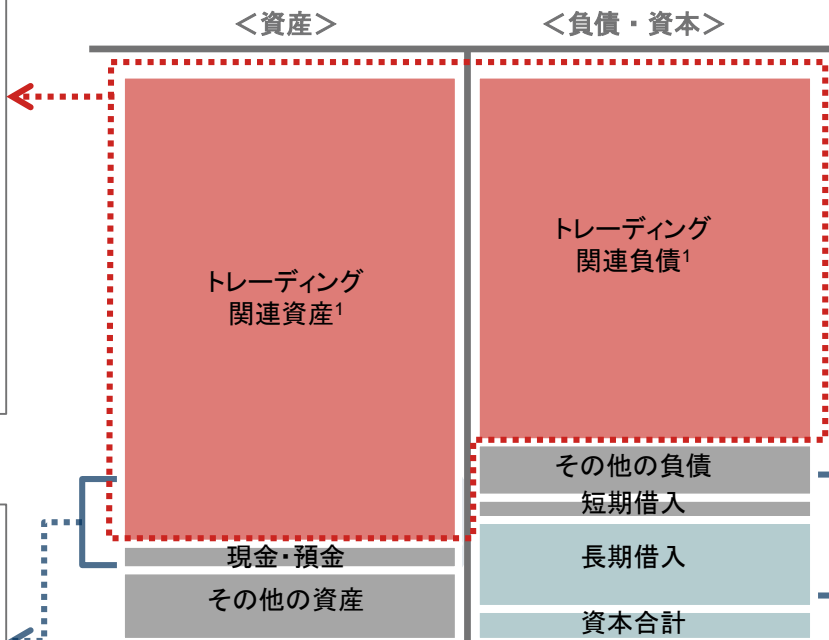 ＜資産＞
＜負債・資本＞
トレーディング
関連資産1
現金・預金
その他の資産
トレーディング
関連負債1
その他の負債
短期借入
長期借入
資本合計